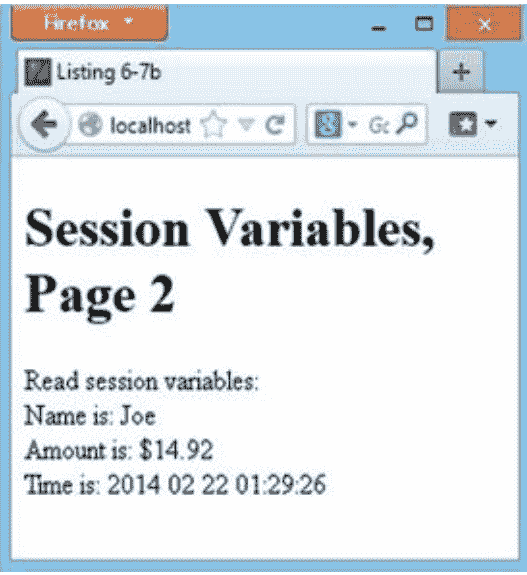 Firefox
Listing 6-7b
localhost
Session Variables,
Page 2
Read session variables:
Name is: Joe
Amount is: $14.92
Time is: 2014 02 22 01:29:26